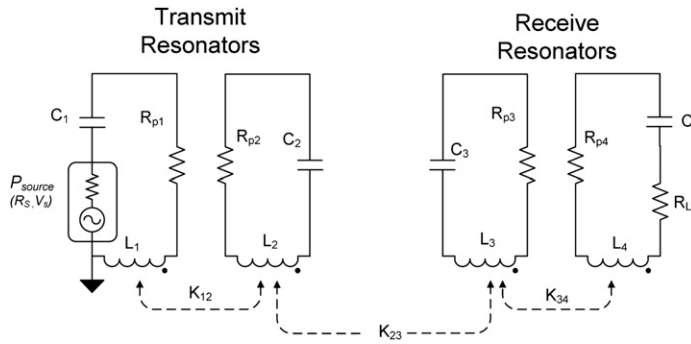 Transmit
Resonators
Receive
Resonators
C1
Rp1
Rp2
C2
Psource
(RS,Vs)
L1
L2
K12
K23
C3
Rp3
Rp4
C
RL
L3
L4
K34